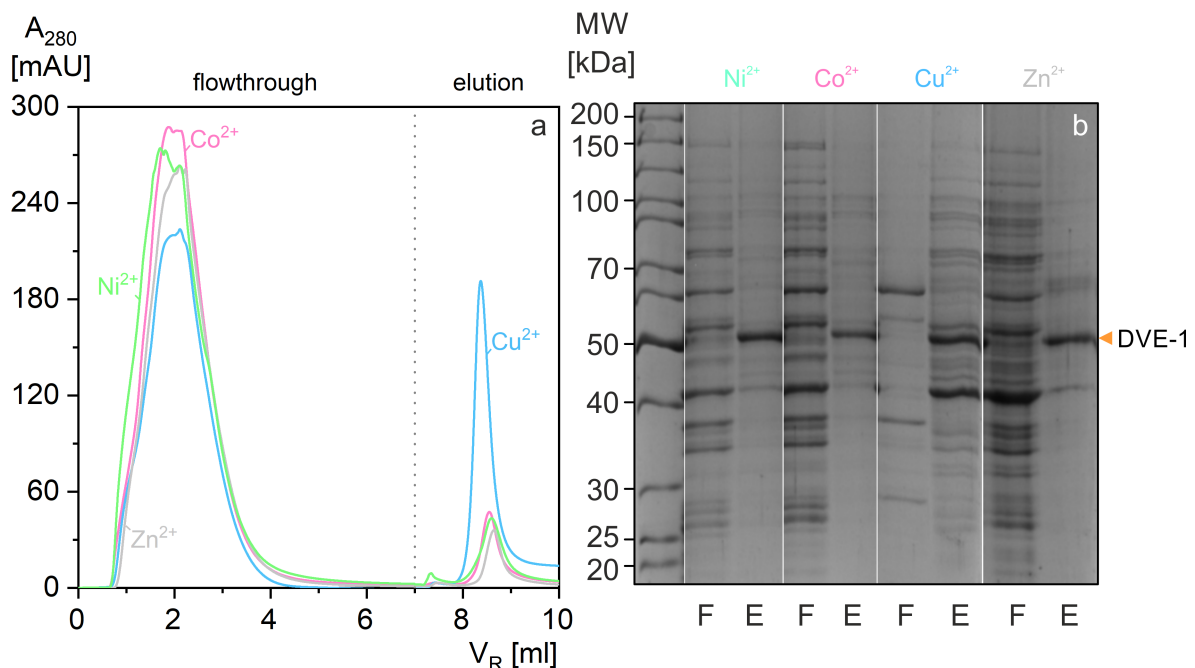 A₂₈₀
[mAU]
flowthrough
elution
a
300
240
180
120
60
0
Co²⁺
Ni²⁺
Cu²⁺
Zn²⁺
0
2
4
6
8
10
V_R [ml]
MW
[kDa]
Ni²⁺
Co²⁺
Cu²⁺
Zn²⁺
b
200
150
100
70
50
40
30
25
20
DVE-1
F E F E F E F E